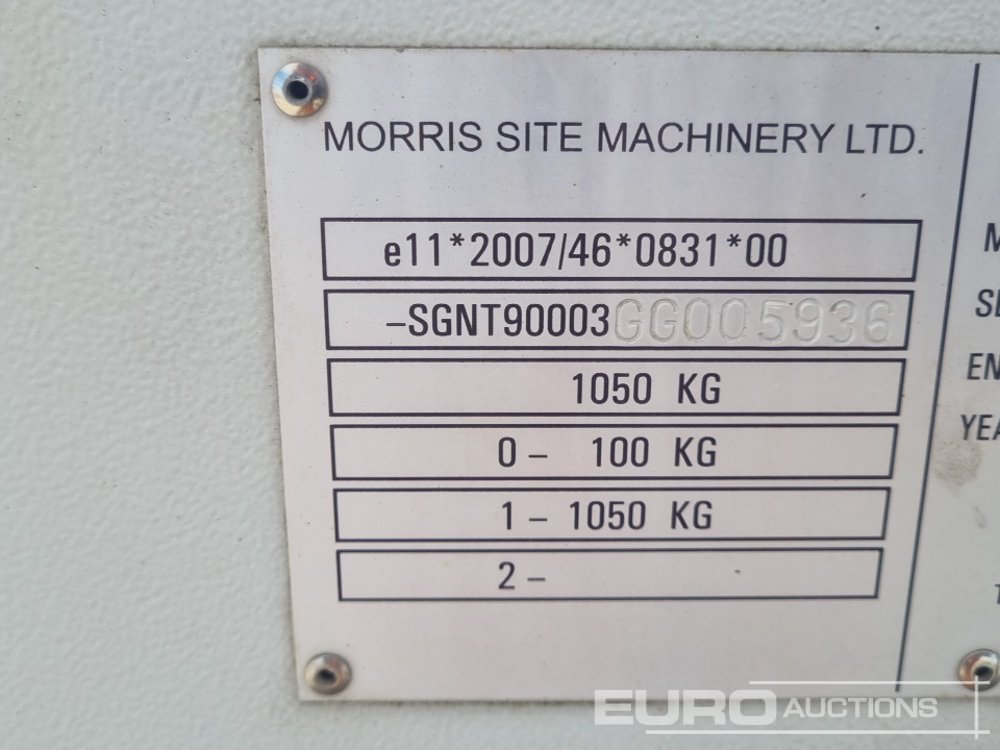 MORRIS SITE MACHINERY LTD.
e11*2007/46*0831*00
-SGNT90003GG005936
1050 KG
0- 100 KG
1- 1050 KG
2-
EURO AUCTIONS